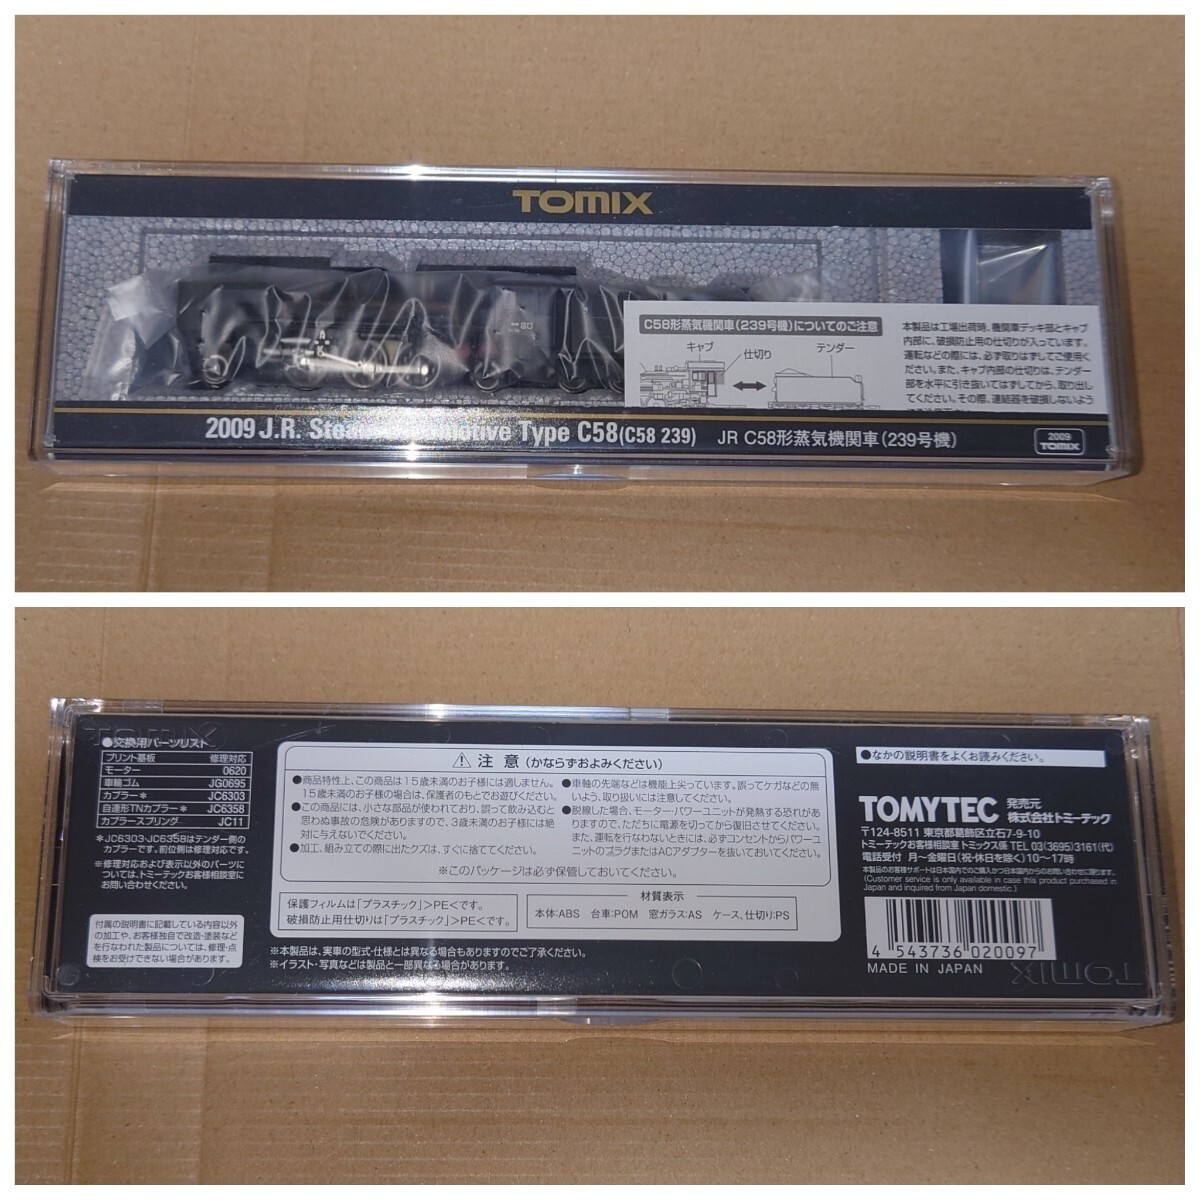 TOMIX
C58形蒸気機関車(239号機)についてのご注意
キャブ
仕切り
テンダー
本製品は工場出荷時、機関車デッキ部とキャブ
内部に、破損防止用の仕切りが入っています。
運転などの際には、必ず取りはずしてご使用く
ださい。また、キャブ内部の仕切りは、テンダー
部を水平に引き抜いてはずしてから、取り出し
てください。その際、連結器を破損しないよう
2009 J.R. Type C58(C58 239)
JR C58形蒸気機関車(239号機)
2009
TOMIX
TOMIX
●交換用パーツリスト
プリント基板 修理対応
モーター 0620
車輪ゴム JG0695
カプラー＊ JC6303
自連形TNカプラー＊ JC6358
カプラースプリング JC11
＊JC6303・JC6358はテンダー側の
カプラーです。前位側は修理対応です。
※修理対応および表示以外のパーツに
ついては、トミーテックお客様相談室に
お問い合わせください。
付属の説明書に記載している内容以外
の加工や、お客様独自で改造・塗装など
を行なわれた製品については、修理・点
検をお受けできない場合があります。
⚠注意(かならずおよみください)
●商品特性上、この商品は15歳未満のお子様には適しません。
15歳未満のお子様の場合は、保護者のもとでお遊びください。
●この商品には、小さな部品が使われており、誤って飲み込むと
思わぬ事故の危険がありますので、3歳未満のお子様には絶
対に与えないでください。
●加工、組み立ての際に出たクズは、すぐに捨ててください。
●車軸の先端などは機能上尖っています。誤ってケガなどのな
いよう、取り扱いには注意してください。
●脱線した場合、モーター・パワーユニットが発熱する恐れがあ
りますので、ただちに電源を切ってから復旧させてください。
また、運転を行わないときには、必ずコンセントからパワーユ
ニットのプラグまたはACアダプターを抜いておいてください。
※このパッケージは必ず保管しておいてください。
保護フィルムは「プラスチック」>PE<です。
破損防止用仕切りは「プラスチック」>PE<です。
材質表示
本体:ABS 台車:POM 窓ガラス:AS ケース、仕切り:PS
※本製品は、実車の型式・仕様とは異なる場合もありますのでご了承ください。
※イラスト・写真などは製品と一部異なる場合があります。
●なかの説明書をよくお読みください。
TOMYTEC 発売元
株式会社トミーテック
〒124-8511 東京都葛飾区立石7-9-10
トミーテックお客様相談室 トミックス係 TEL 03(3695)3161(代)
電話受付 月〜金曜日(祝・休日を除く)10〜17時
本製品のお客様サポートは日本国内でのご購入かつ日本国内からのお問い合わせに限ります。
(Customer service is only available in case this product purchased in
Japan and inquired from Japan domestic.)
4 543736 020097
MADE IN JAPAN
TOMIX